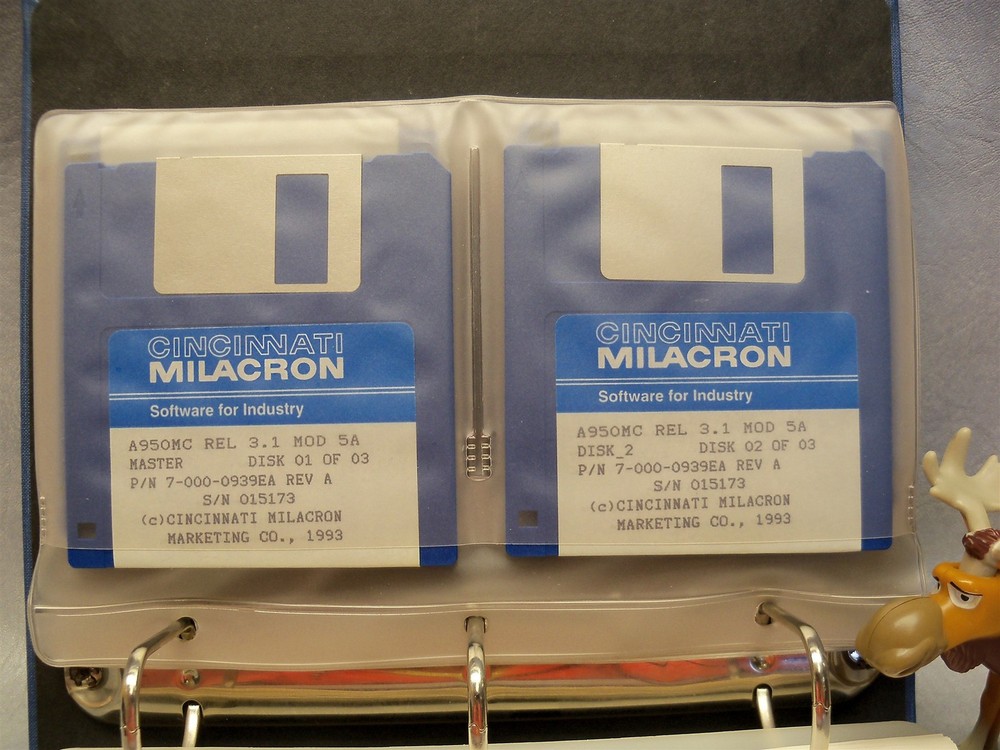 CINCINNATI
MILACRON
Software for Industry
A950MC REL 3.1 MOD 5A
MASTER DISK 01 OF 03
P/N 7-000-0939EA REV A
S/N 015173
(c)CINCINNATI MILACRON
MARKETING CO., 1993
CINCINNATI
MILACRON
Software for Industry
A950MC REL 3.1 MOD 5A
DISK_2 DISK 02 OF 03
P/N 7-000-0939EA REV A
S/N 015173
(c)CINCINNATI MILACRON
MARKETING CO., 1993